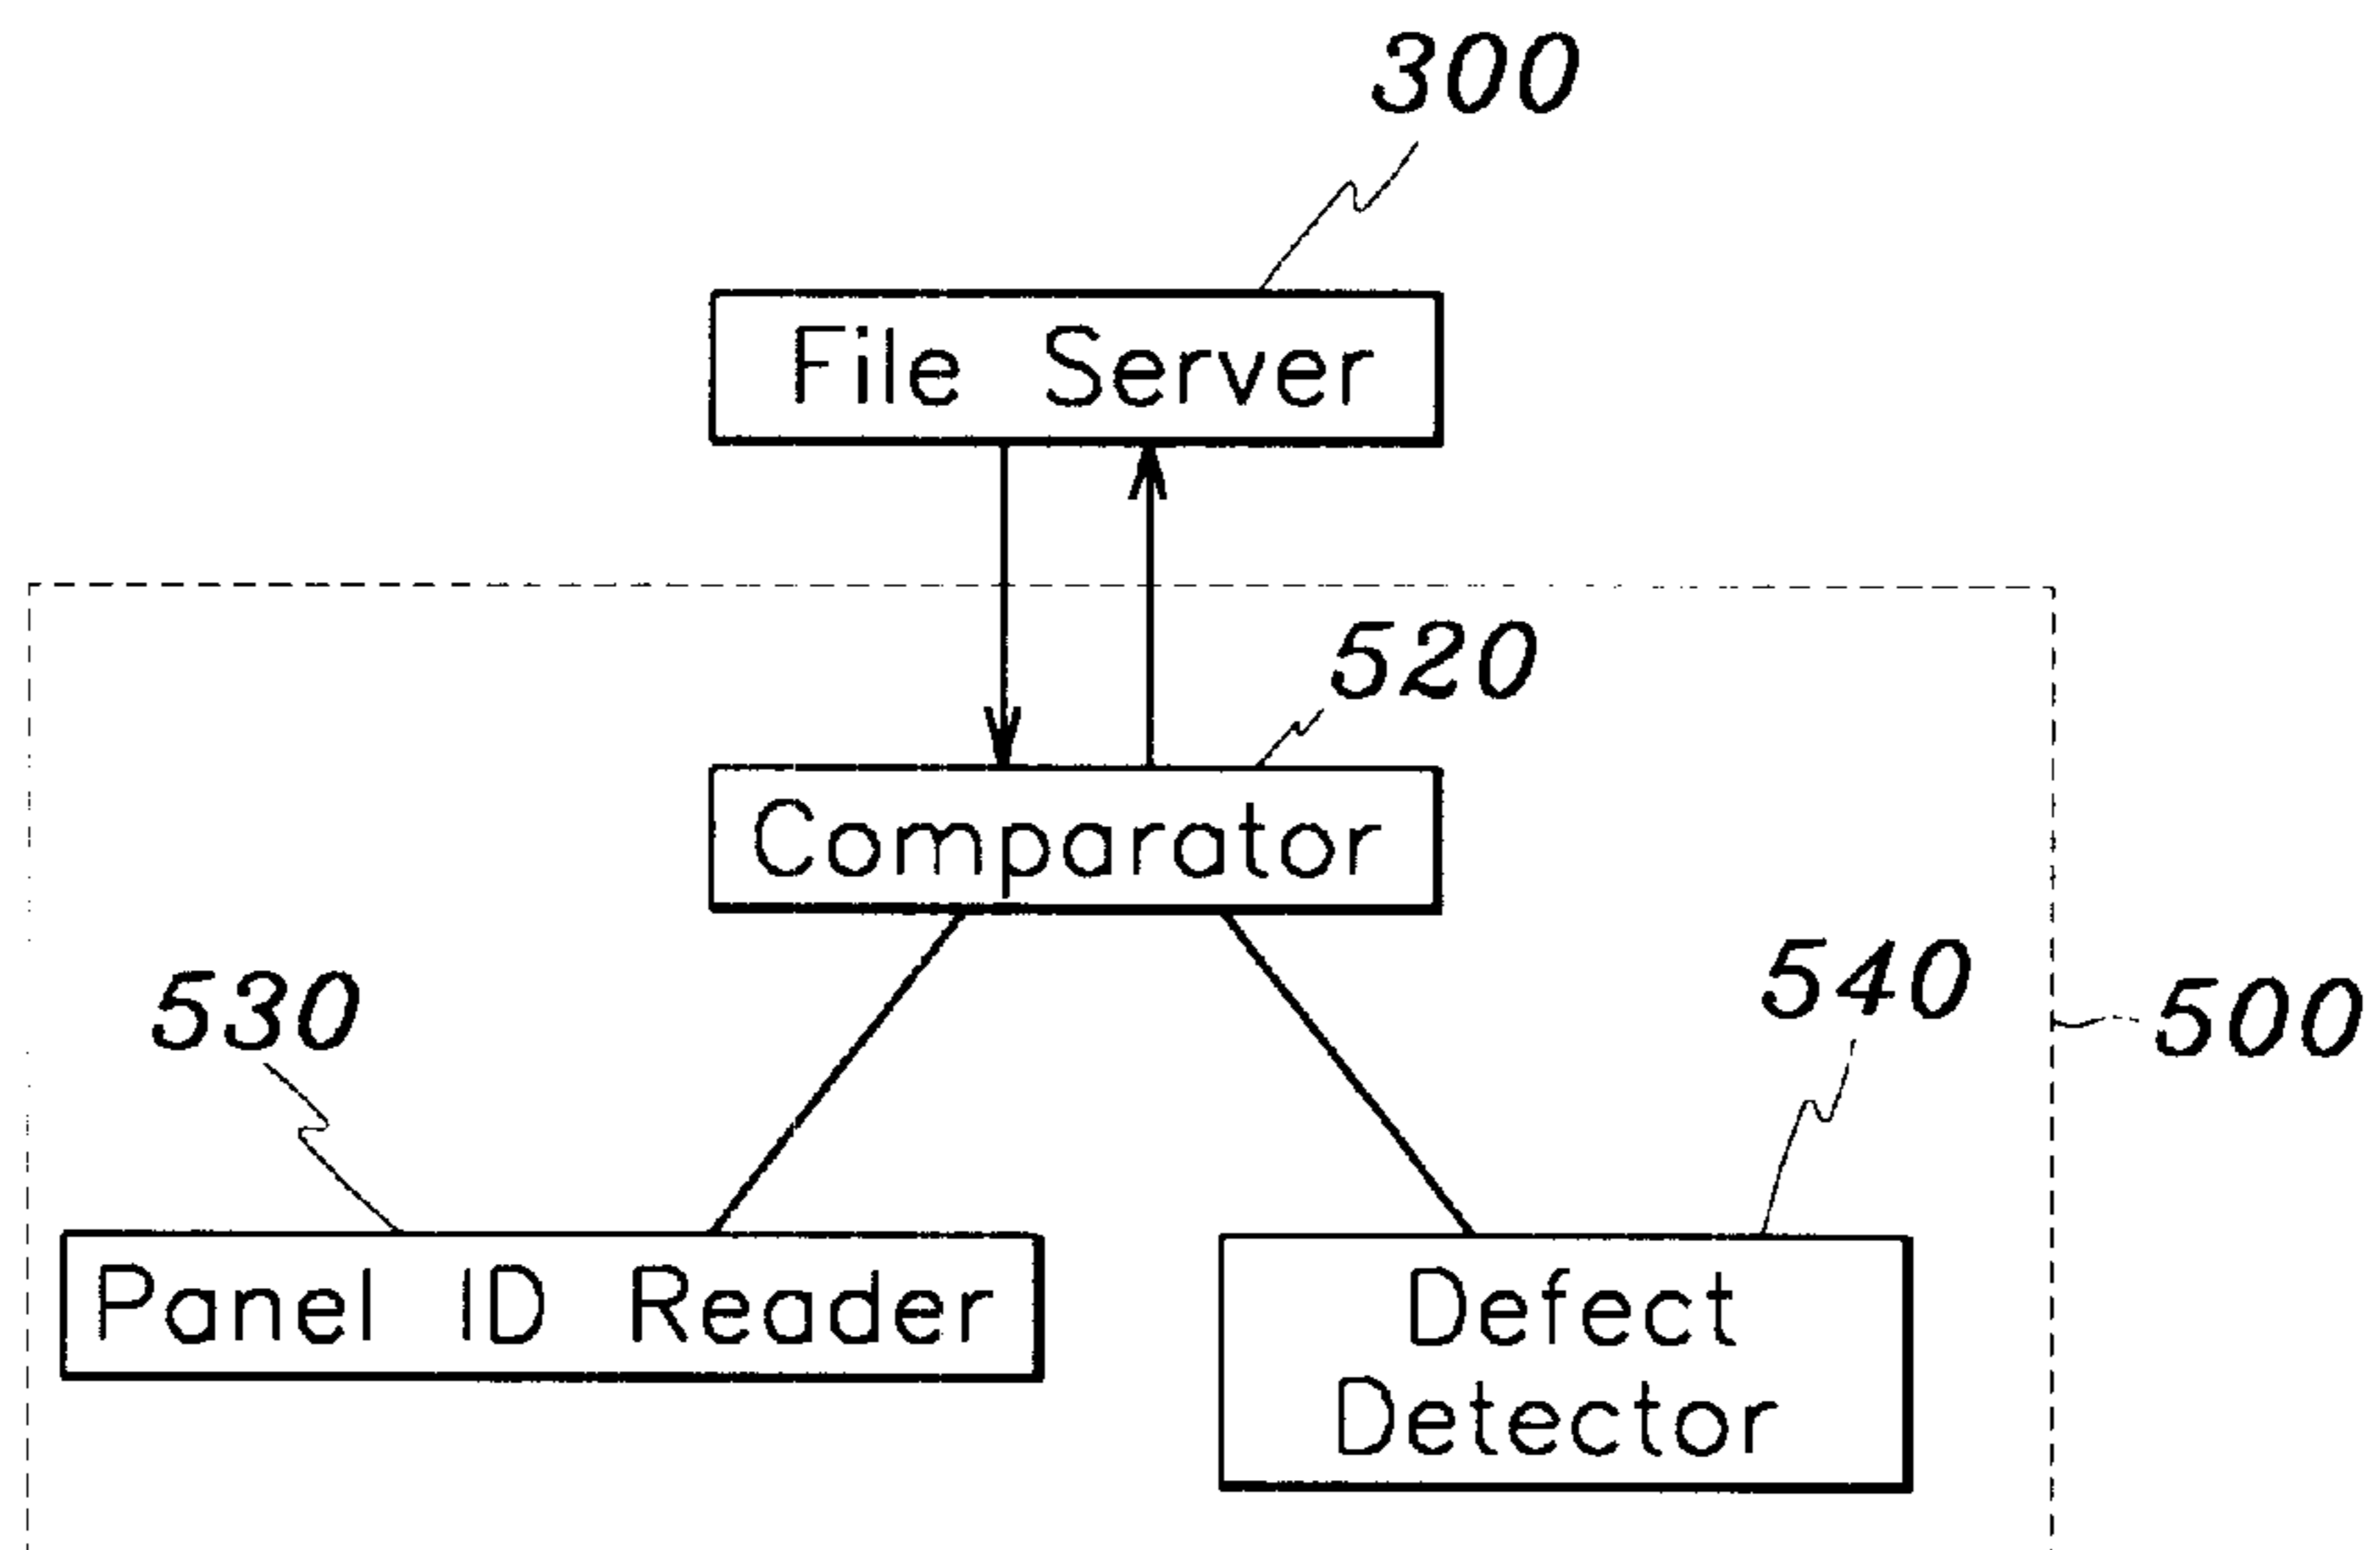 300
File Server
520
Comparator
530
540
500
Panel ID Reader
Defect
Detector